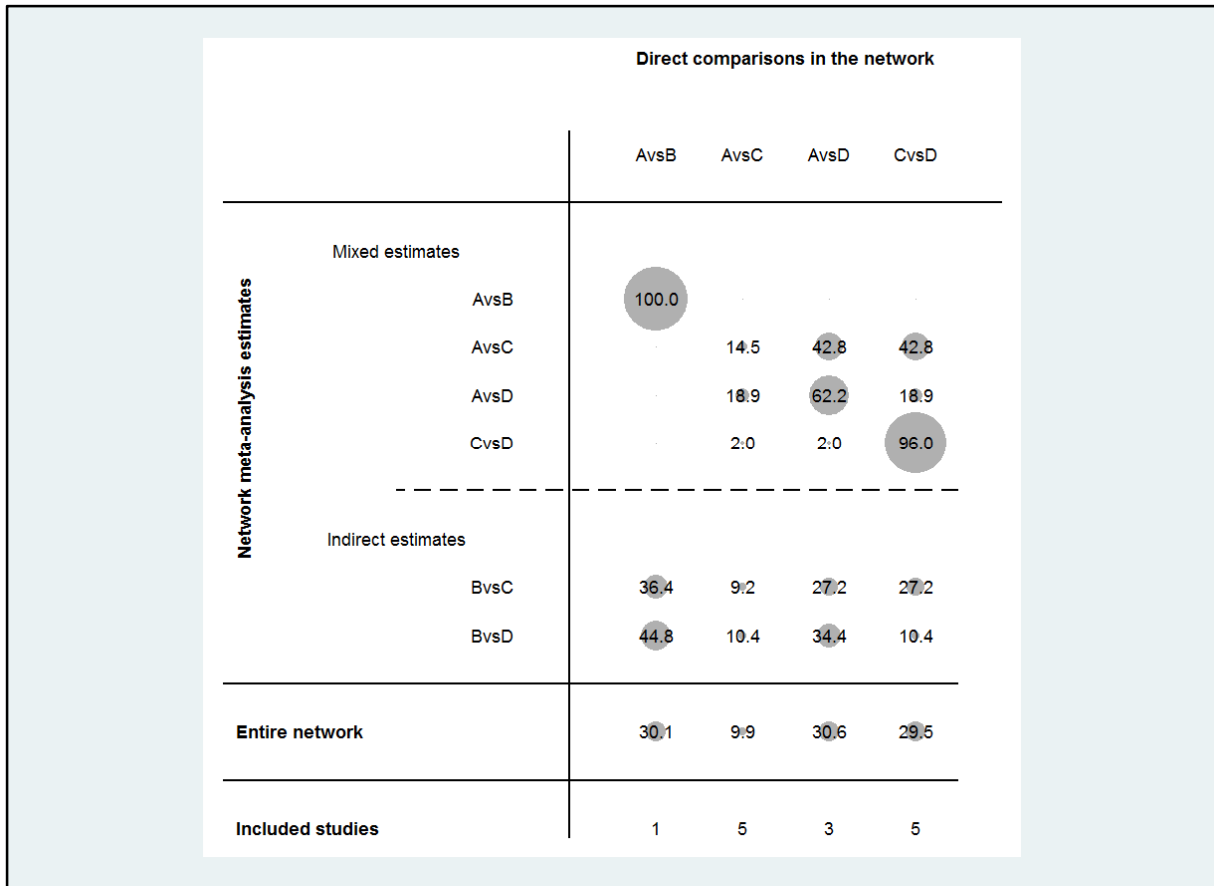 Direct comparisons in the network
AvsB AvsC AvsD CvsD
Network meta-analysis estimates
Mixed estimates
AvsB 100.0 . . .
AvsC . 14.5 42.8 42.8
AvsD . 18.9 62.2 18.9
CvsD . 2.0 2.0 96.0
Indirect estimates
BvsC 36.4 9.2 27.2 27.2
BvsD 44.8 10.4 34.4 10.4
Entire network 30.1 9.9 30.6 29.5
Included studies 1 5 3 5